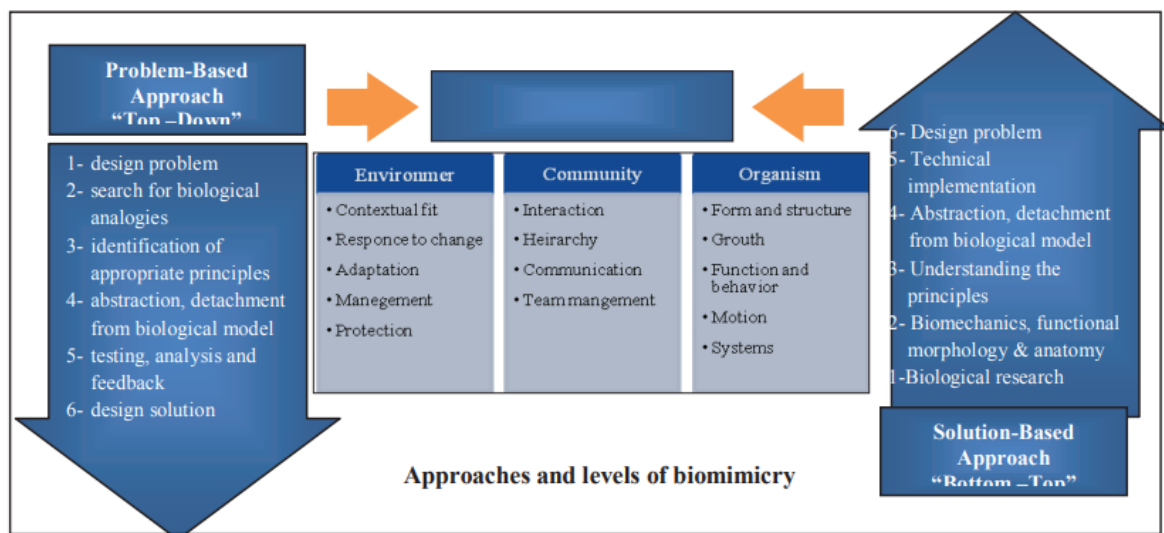 Problem-Based
Approach
“Top –Down”
1- design problem
2- search for biological
analogies
3- identification of
appropriate principles
4- abstraction, detachment
from biological model
5- testing, analysis and
feedback
6- design solution
Environmer
• Contextual fit
• Responce to change
• Adaptation
• Manegement
• Protection
Community
• Interaction
• Heirarchy
• Communication
• Team mangement
Organism
• Form and structure
• Grouth
• Function and
behavior
• Motion
• Systems
6- Design problem
5- Technical
implementation
4- Abstraction, detachment
from biological model
3- Understanding the
principles
2- Biomechanics, functional
morphology & anatomy
1-Biological research
Solution-Based
Approach
“Bottom –Top”
Approaches and levels of biomimicry